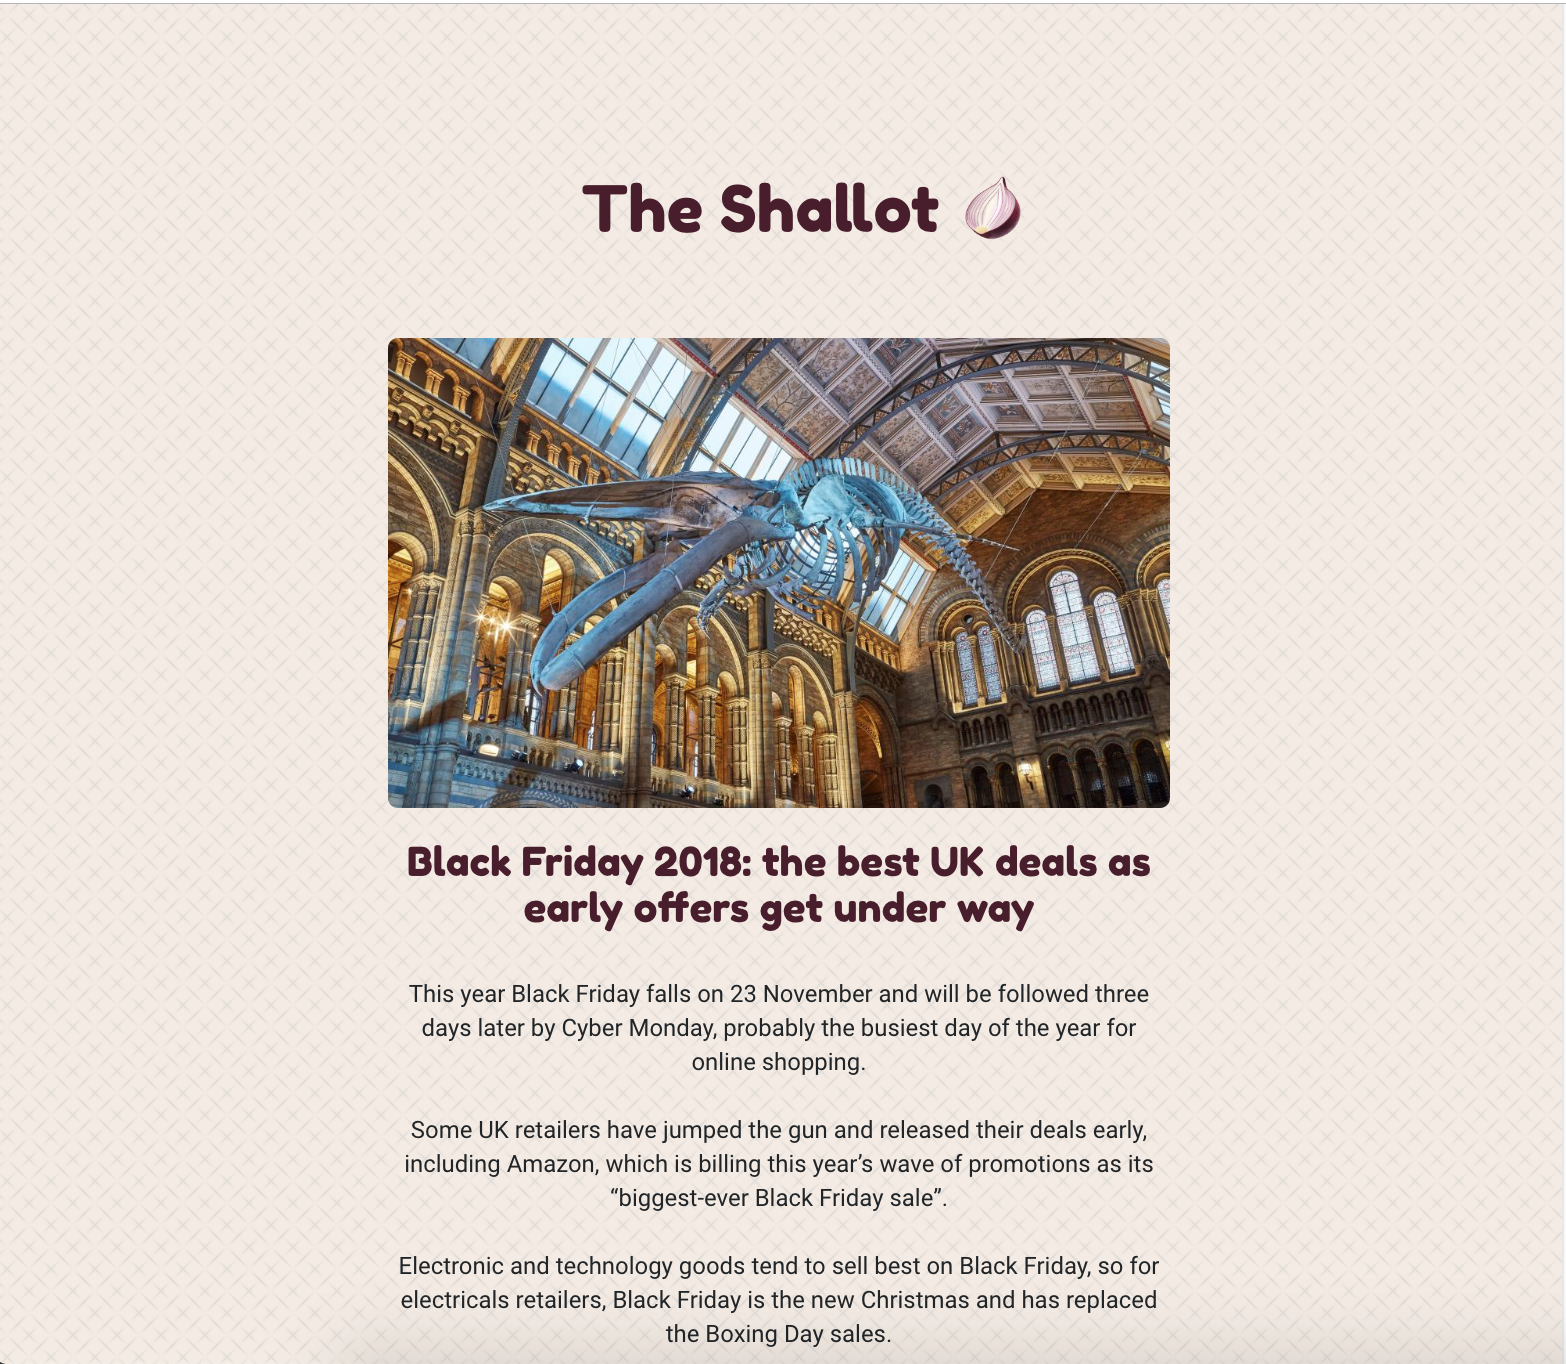 The Shallot
Black Friday 2018: the best UK deals as
early offers get under way
This year Black Friday falls on 23 November and will be followed three
days later by Cyber Monday, probably the busiest day of the year for
online shopping.
Some UK retailers have jumped the gun and released their deals early,
including Amazon, which is billing this year’s wave of promotions as its
“biggest-ever Black Friday sale”.
Electronic and technology goods tend to sell best on Black Friday, so for
electricals retailers, Black Friday is the new Christmas and has replaced
the Boxing Day sales.